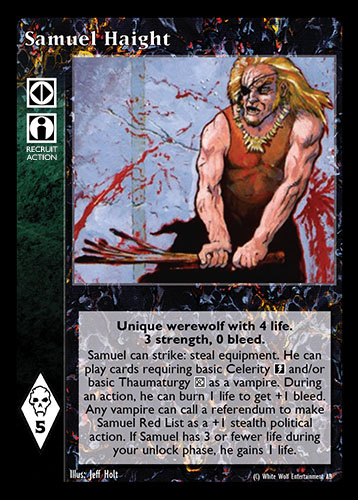 Samuel Haight
RECRUIT
ACTION
Unique werewolf with 4 life.
3 strength, 0 bleed.
Samuel can strike: steal equipment. He can
play cards requiring basic Celerity and/or
basic Thaumaturgy as a vampire. During
an action, he can burn 1 life to get +1 bleed.
Any vampire can call a referendum to make
Samuel Red List as a +1 stealth political
action. If Samuel has 3 or fewer life during
your unlock phase, he gains 1 life.
5
Illus: Jeff Holt
(C) White Wolf Entertainment AB